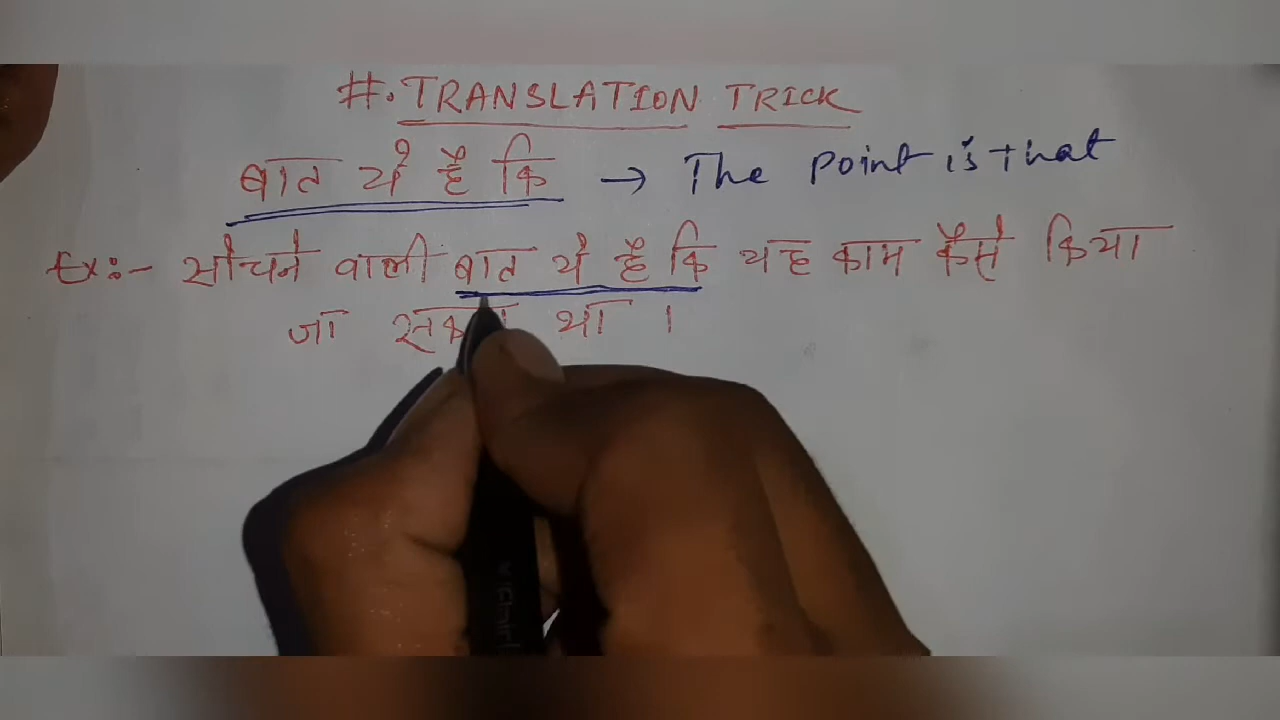 #. TRANSLATION TRICK
बात ये है कि → The Point is that
Ex:- सोचने वाली बात ये है कि यह काम कैसे किया
जा था ।